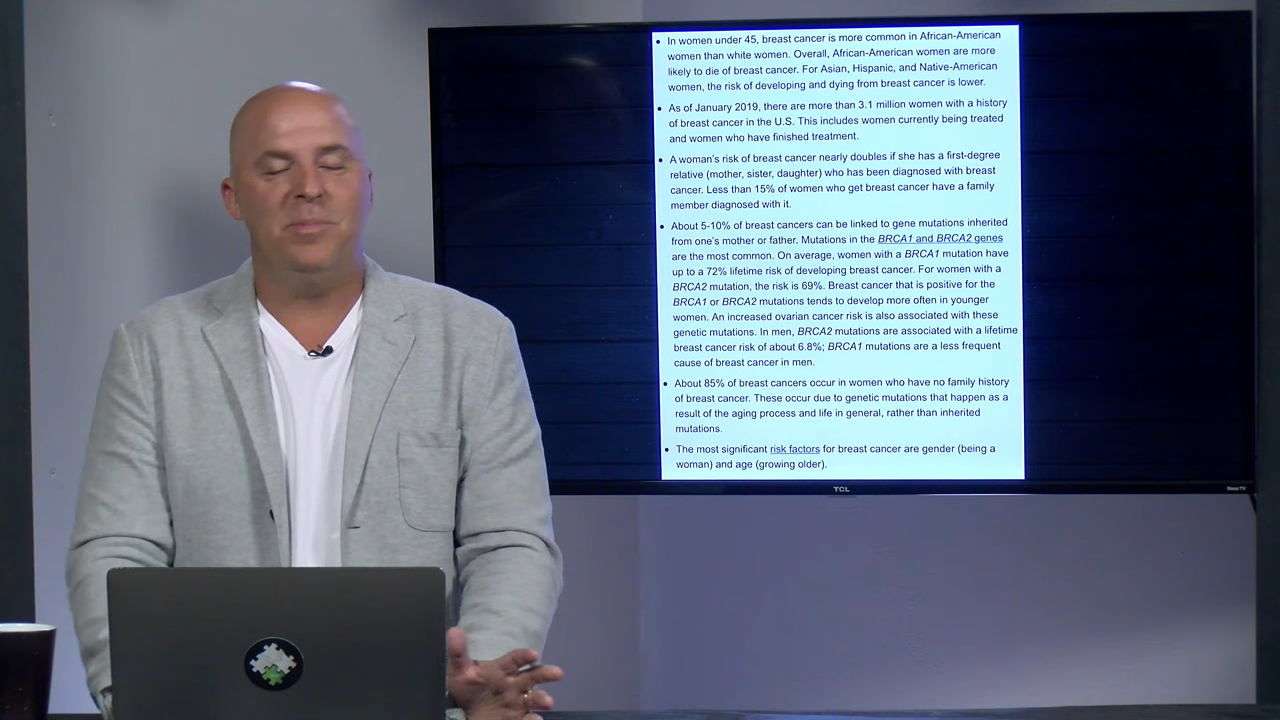 In women under 45, breast cancer is more common in African-American
women than white women. Overall, African-American women are more
likely to die of breast cancer. For Asian, Hispanic, and Native-American
women, the risk of developing and dying from breast cancer is lower.
As of January 2019, there are more than 3.1 million women with a history
of breast cancer in the U.S. This includes women currently being treated
and women who have finished treatment.
A woman's risk of breast cancer nearly doubles if she has a first-degree
relative (mother, sister, daughter) who has been diagnosed with breast
cancer. Less than 15% of women who get breast cancer have a family
member diagnosed with it.
About 5-10% of breast cancers can be linked to gene mutations inherited
from one's mother or father. Mutations in the BRCA1 and BRCA2 genes
are the most common. On average, women with a BRCA1 mutation have
up to a 72% lifetime risk of developing breast cancer. For women with a
BRCA2 mutation, the risk is 69%. Breast cancer that is positive for the
BRCA1 or BRCA2 mutations tends to develop more often in younger
women. An increased ovarian cancer risk is also associated with these
genetic mutations. In men, BRCA2 mutations are associated with a lifetime
breast cancer risk of about 6.8%; BRCA1 mutations are a less frequent
cause of breast cancer in men.
About 85% of breast cancers occur in women who have no family history
of breast cancer. These occur due to genetic mutations that happen as a
result of the aging process and life in general, rather than inherited
mutations.
The most significant risk factors for breast cancer are gender (being a
woman) and age (growing older).
TCL
Roku TV